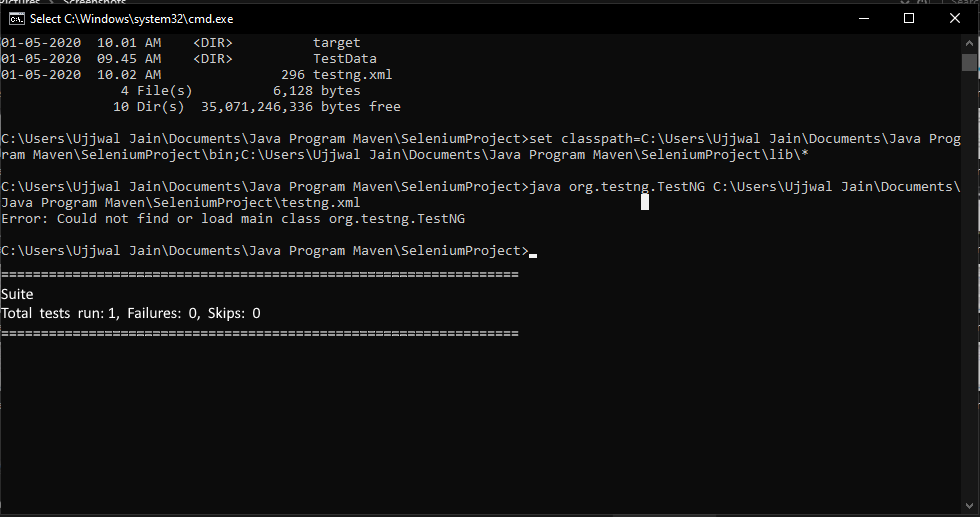 Select C:\Windows\system32\cmd.exe
01-05-2020  10.01 AM    <DIR>          target
01-05-2020  09.45 AM    <DIR>          TestData
01-05-2020  10.02 AM               296 testng.xml
               4 File(s)          6,128 bytes
              10 Dir(s)  35,071,246,336 bytes free
C:\Users\Ujjwal Jain\Documents\Java Program Maven\SeleniumProject>set classpath=C:\Users\Ujjwal Jain\Documents\Java Prog
ram Maven\SeleniumProject\bin;C:\Users\Ujjwal Jain\Documents\Java Program Maven\SeleniumProject\lib\*
C:\Users\Ujjwal Jain\Documents\Java Program Maven\SeleniumProject>java org.testng.TestNG C:\Users\Ujjwal Jain\Documents\
Java Program Maven\SeleniumProject\testng.xml
Error: Could not find or load main class org.testng.TestNG
C:\Users\Ujjwal Jain\Documents\Java Program Maven\SeleniumProject>
=================================================================
Suite
Total tests run: 1, Failures: 0, Skips: 0
=================================================================